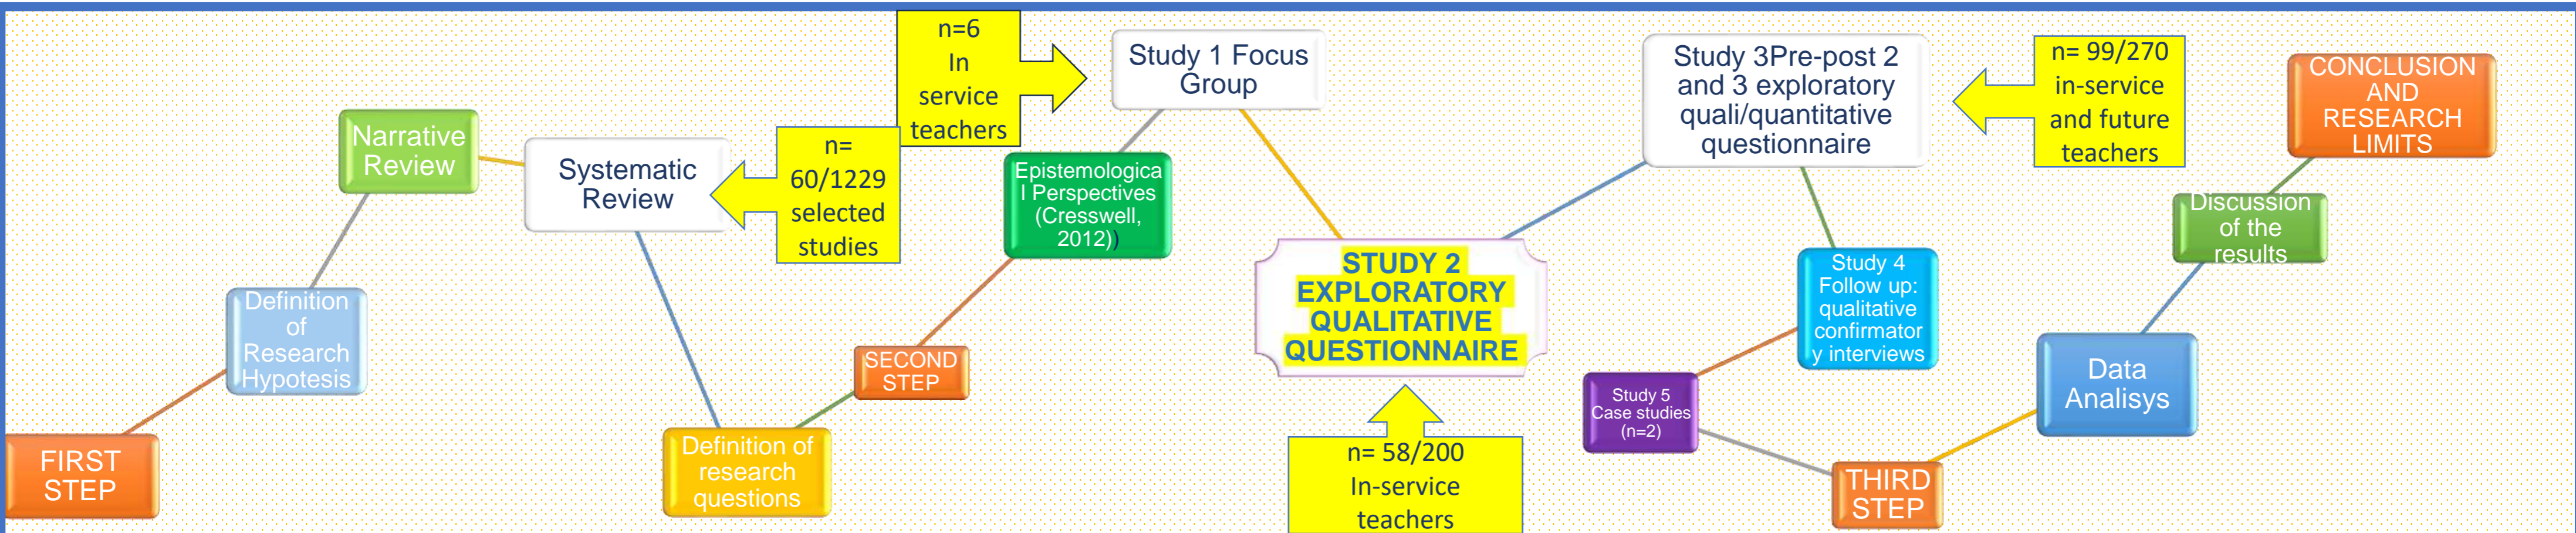 FIRST
STEP
Definition
of
Research
Hypotesis
Narrative
Review
Systematic
Review
n=
60/1229
selected
studies
Definition of
research
questions
SECOND
STEP
Epistemologica
l Perspectives
(Cresswell,
2012))
n=6
In
service
teachers
Study 1 Focus
Group
STUDY 2
EXPLORATORY
QUALITATIVE
QUESTIONNAIRE
n= 58/200
In-service
teachers
Study 3Pre-post 2
and 3 exploratory
quali/quantitative
questionnaire
n= 99/270
in-service
and future
teachers
Study 4
Follow up:
qualitative
confirmator
y interviews
Study 5
Case studies
(n=2)
THIRD
STEP
Data
Analisys
Discussion
of the
results
CONCLUSION
AND
RESEARCH
LIMITS